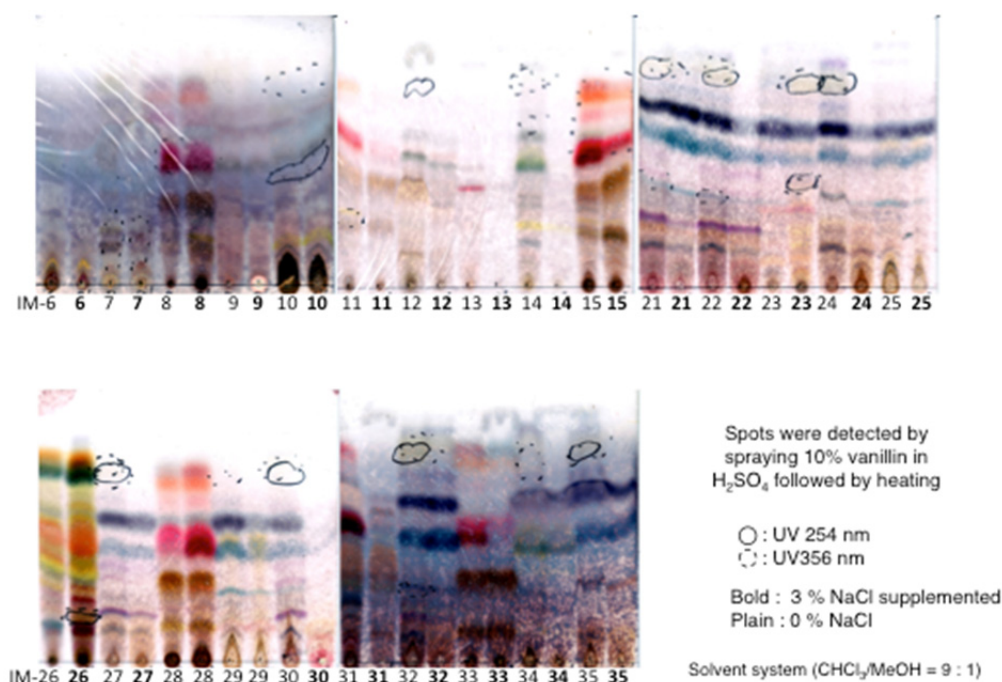 IM-6 6 7 7 8 8 9 9 10 10 11 11 12 12 13 13 14 14 15 15 21 21 22 22 23 23 24 24 25 25
IM-26 26 27 27 28 28 29 29 30 30 31 31 32 32 33 33 34 34 35 35
Spots were detected by
spraying 10% vanillin in
H₂SO₄ followed by heating
: UV 254 nm
: UV356 nm
Bold : 3 % NaCl supplemented
Plain : 0 % NaCl
Solvent system (CHCl₃/MeOH = 9 : 1)